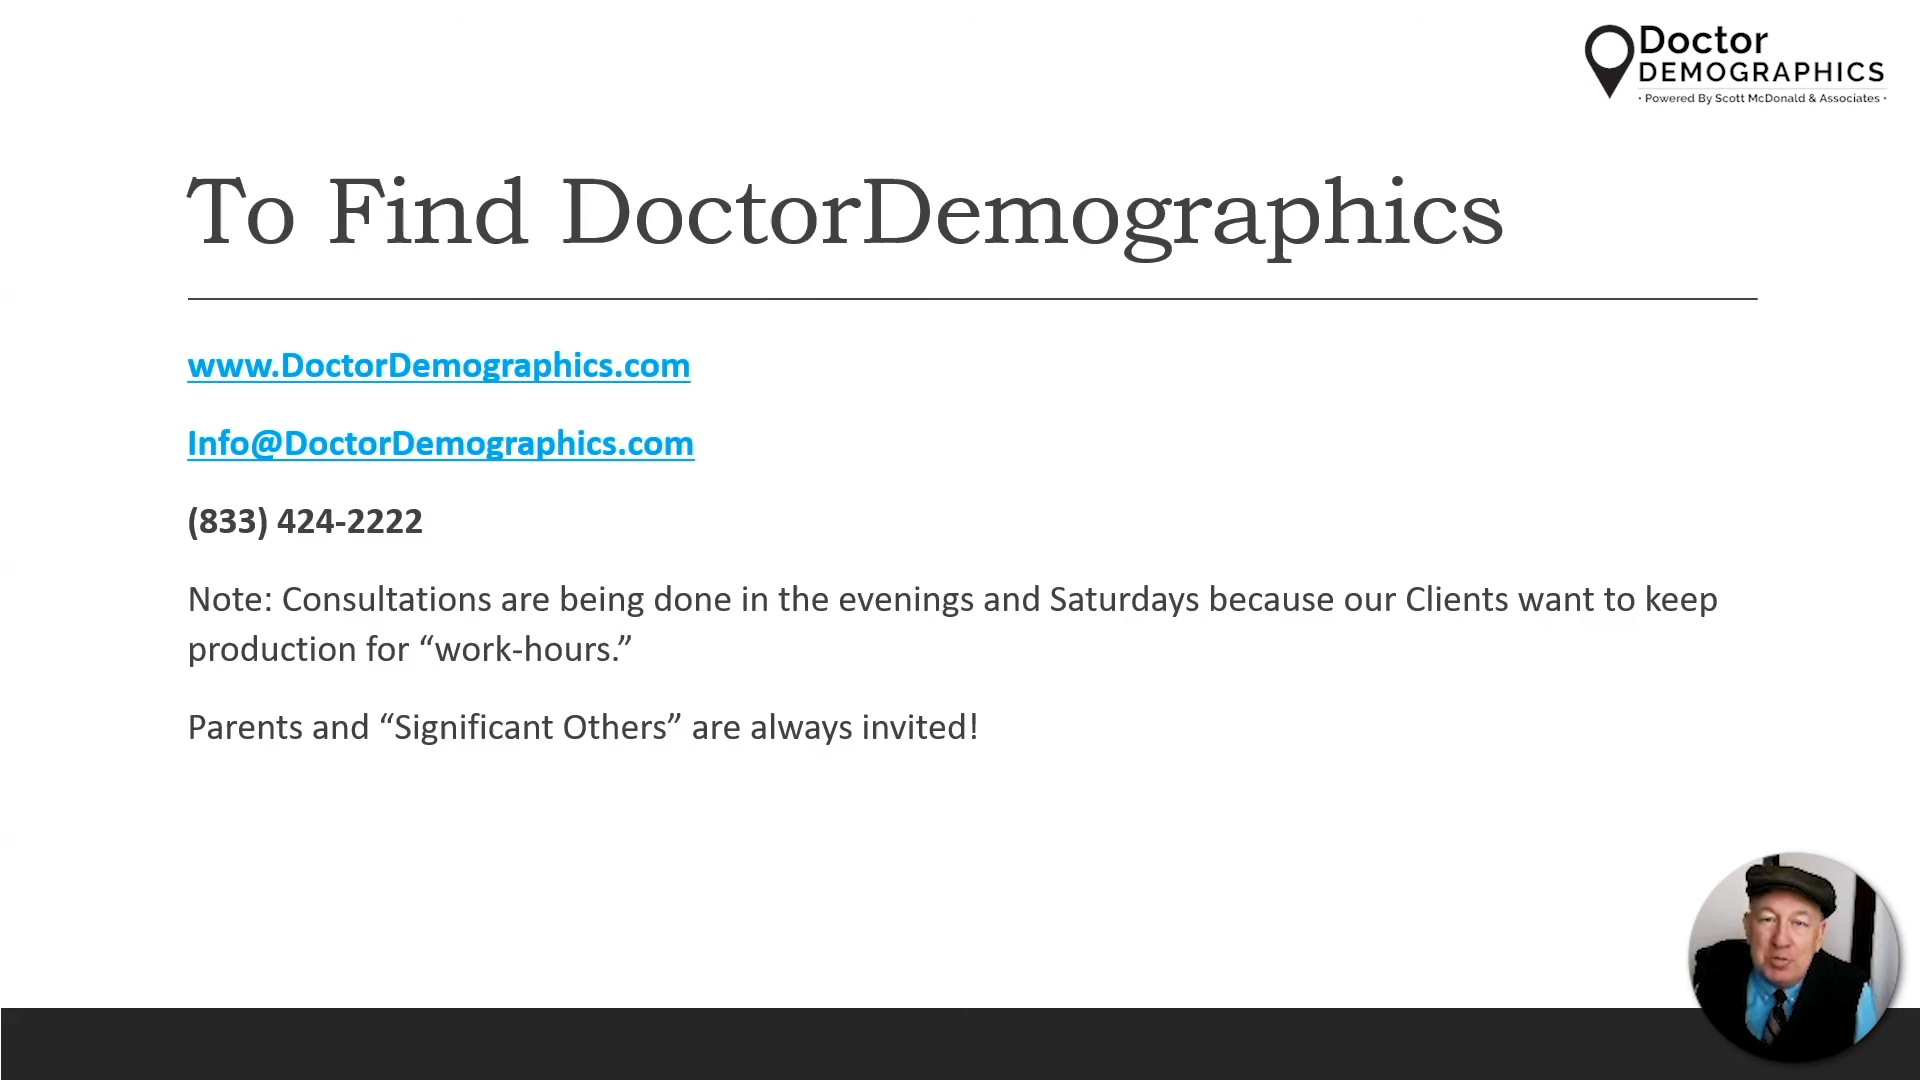 Doctor
DEMOGRAPHICS
· Powered By Scott McDonald & Associates ·
To Find DoctorDemographics
www.DoctorDemographics.com
Info@DoctorDemographics.com
(833) 424-2222
Note: Consultations are being done in the evenings and Saturdays because our Clients want to keep
production for “work-hours.”
Parents and “Significant Others” are always invited!